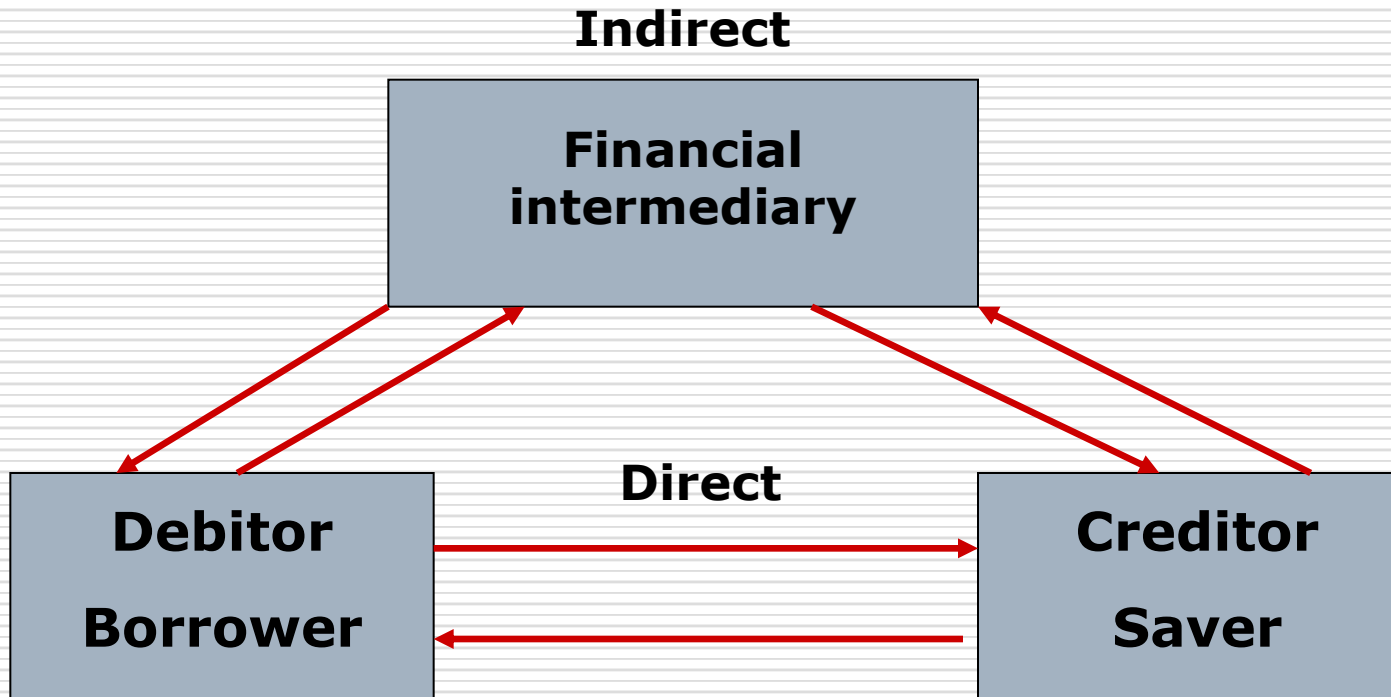 Indirect
Financial
intermediary
Direct
Debitor
Borrower
Creditor
Saver